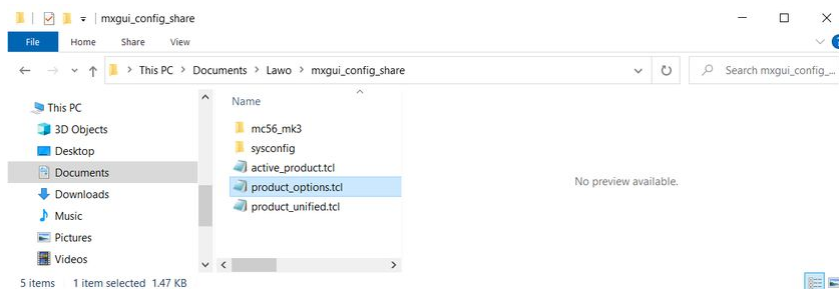 mxgui_config_share
File Home Share View
This PC Documents Lawo mxgui_config_share
Search mxgui_config_...
This PC
3D Objects
Desktop
Documents
Downloads
Music
Pictures
Videos
Name
mc56_mk3
sysconfig
active_product.tcl
product_options.tcl
product_unified.tcl
No preview available.
5 items 1 item selected 1.47 KB